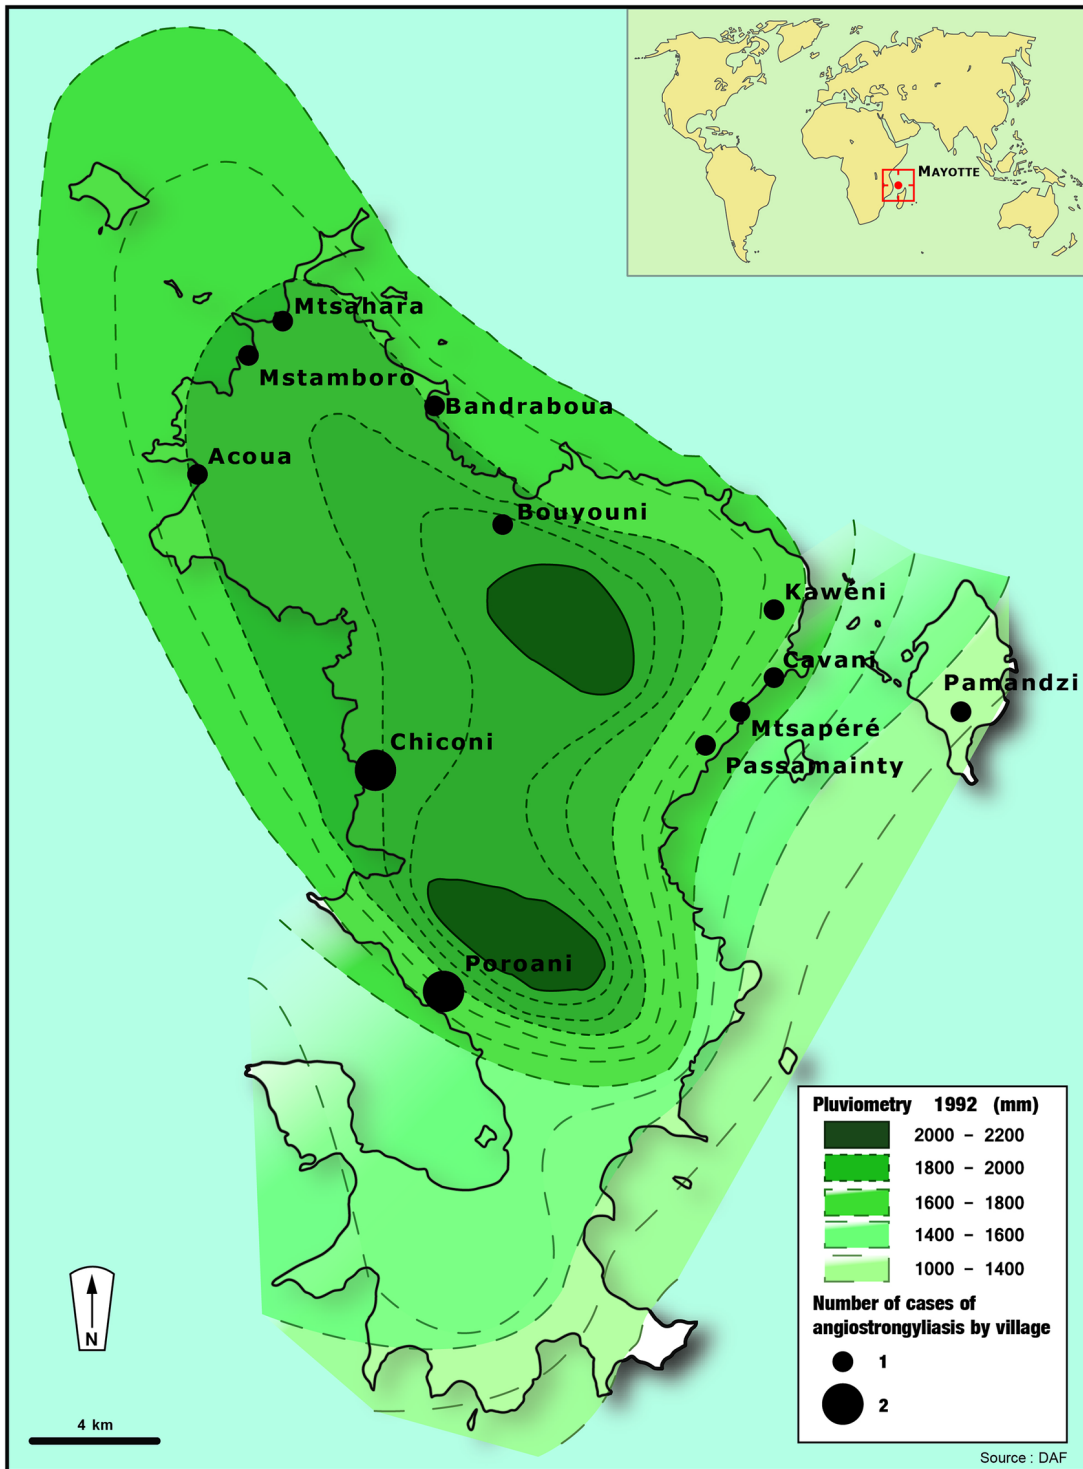 MAYOTTE
Mtsahara
Mstamboro
Bandraboua
Acoua
Bouyouni
Kaweni
Cavani
Pamandzi
Mtsapéré
Passamainty
Chiconi
Poroani
Pluviometry 1992 (mm)
2000 - 2200
1800 - 2000
1600 - 1800
1400 - 1600
1000 - 1400
Number of cases of
angiostrongyliasis by village
1
2
N
4 km
Source : DAF